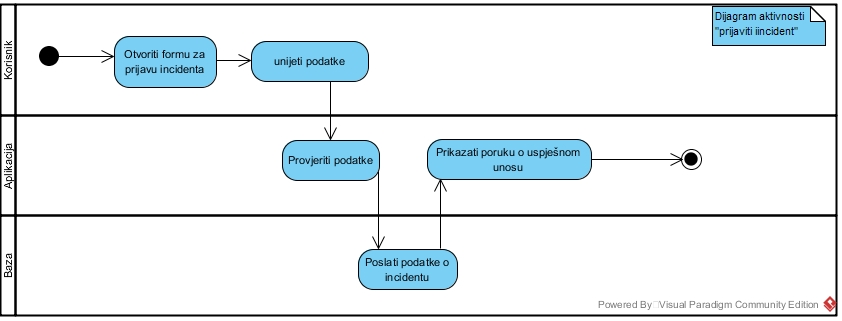 Dijagram aktivnosti
"prijaviti iincident"
Korisnik
Otvoriti formu za
prijavu incidenta
unijeti podatke
Aplikacija
Provjeriti podatke
Prikazati poruku o uspješnom
unosu
Baza
Poslati podatke o
incidentu
Powered By Visual Paradigm Community Edition